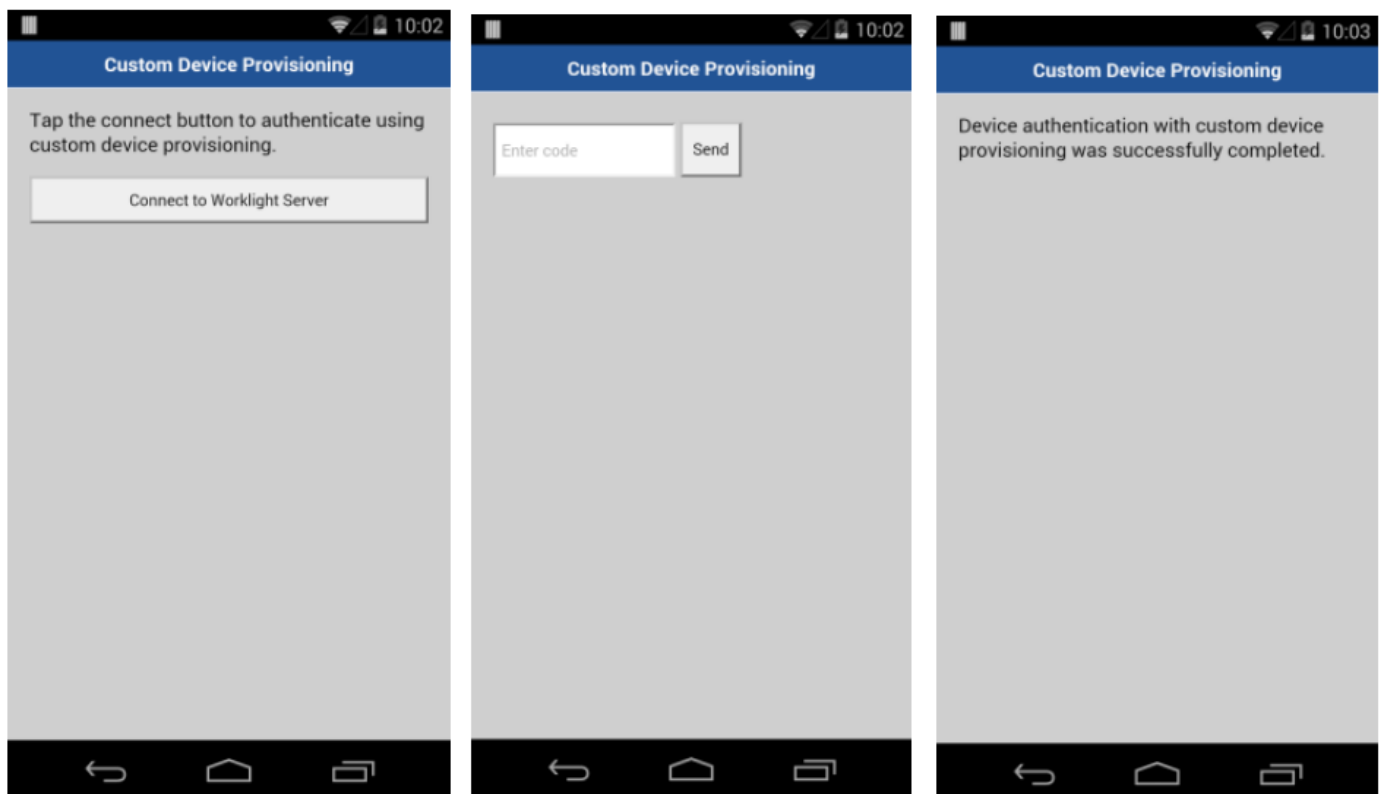 10:02
Custom Device Provisioning
Tap the connect button to authenticate using
custom device provisioning.
Connect to Worklight Server
10:02
Custom Device Provisioning
Enter code
Send
10:03
Custom Device Provisioning
Device authentication with custom device
provisioning was successfully completed.